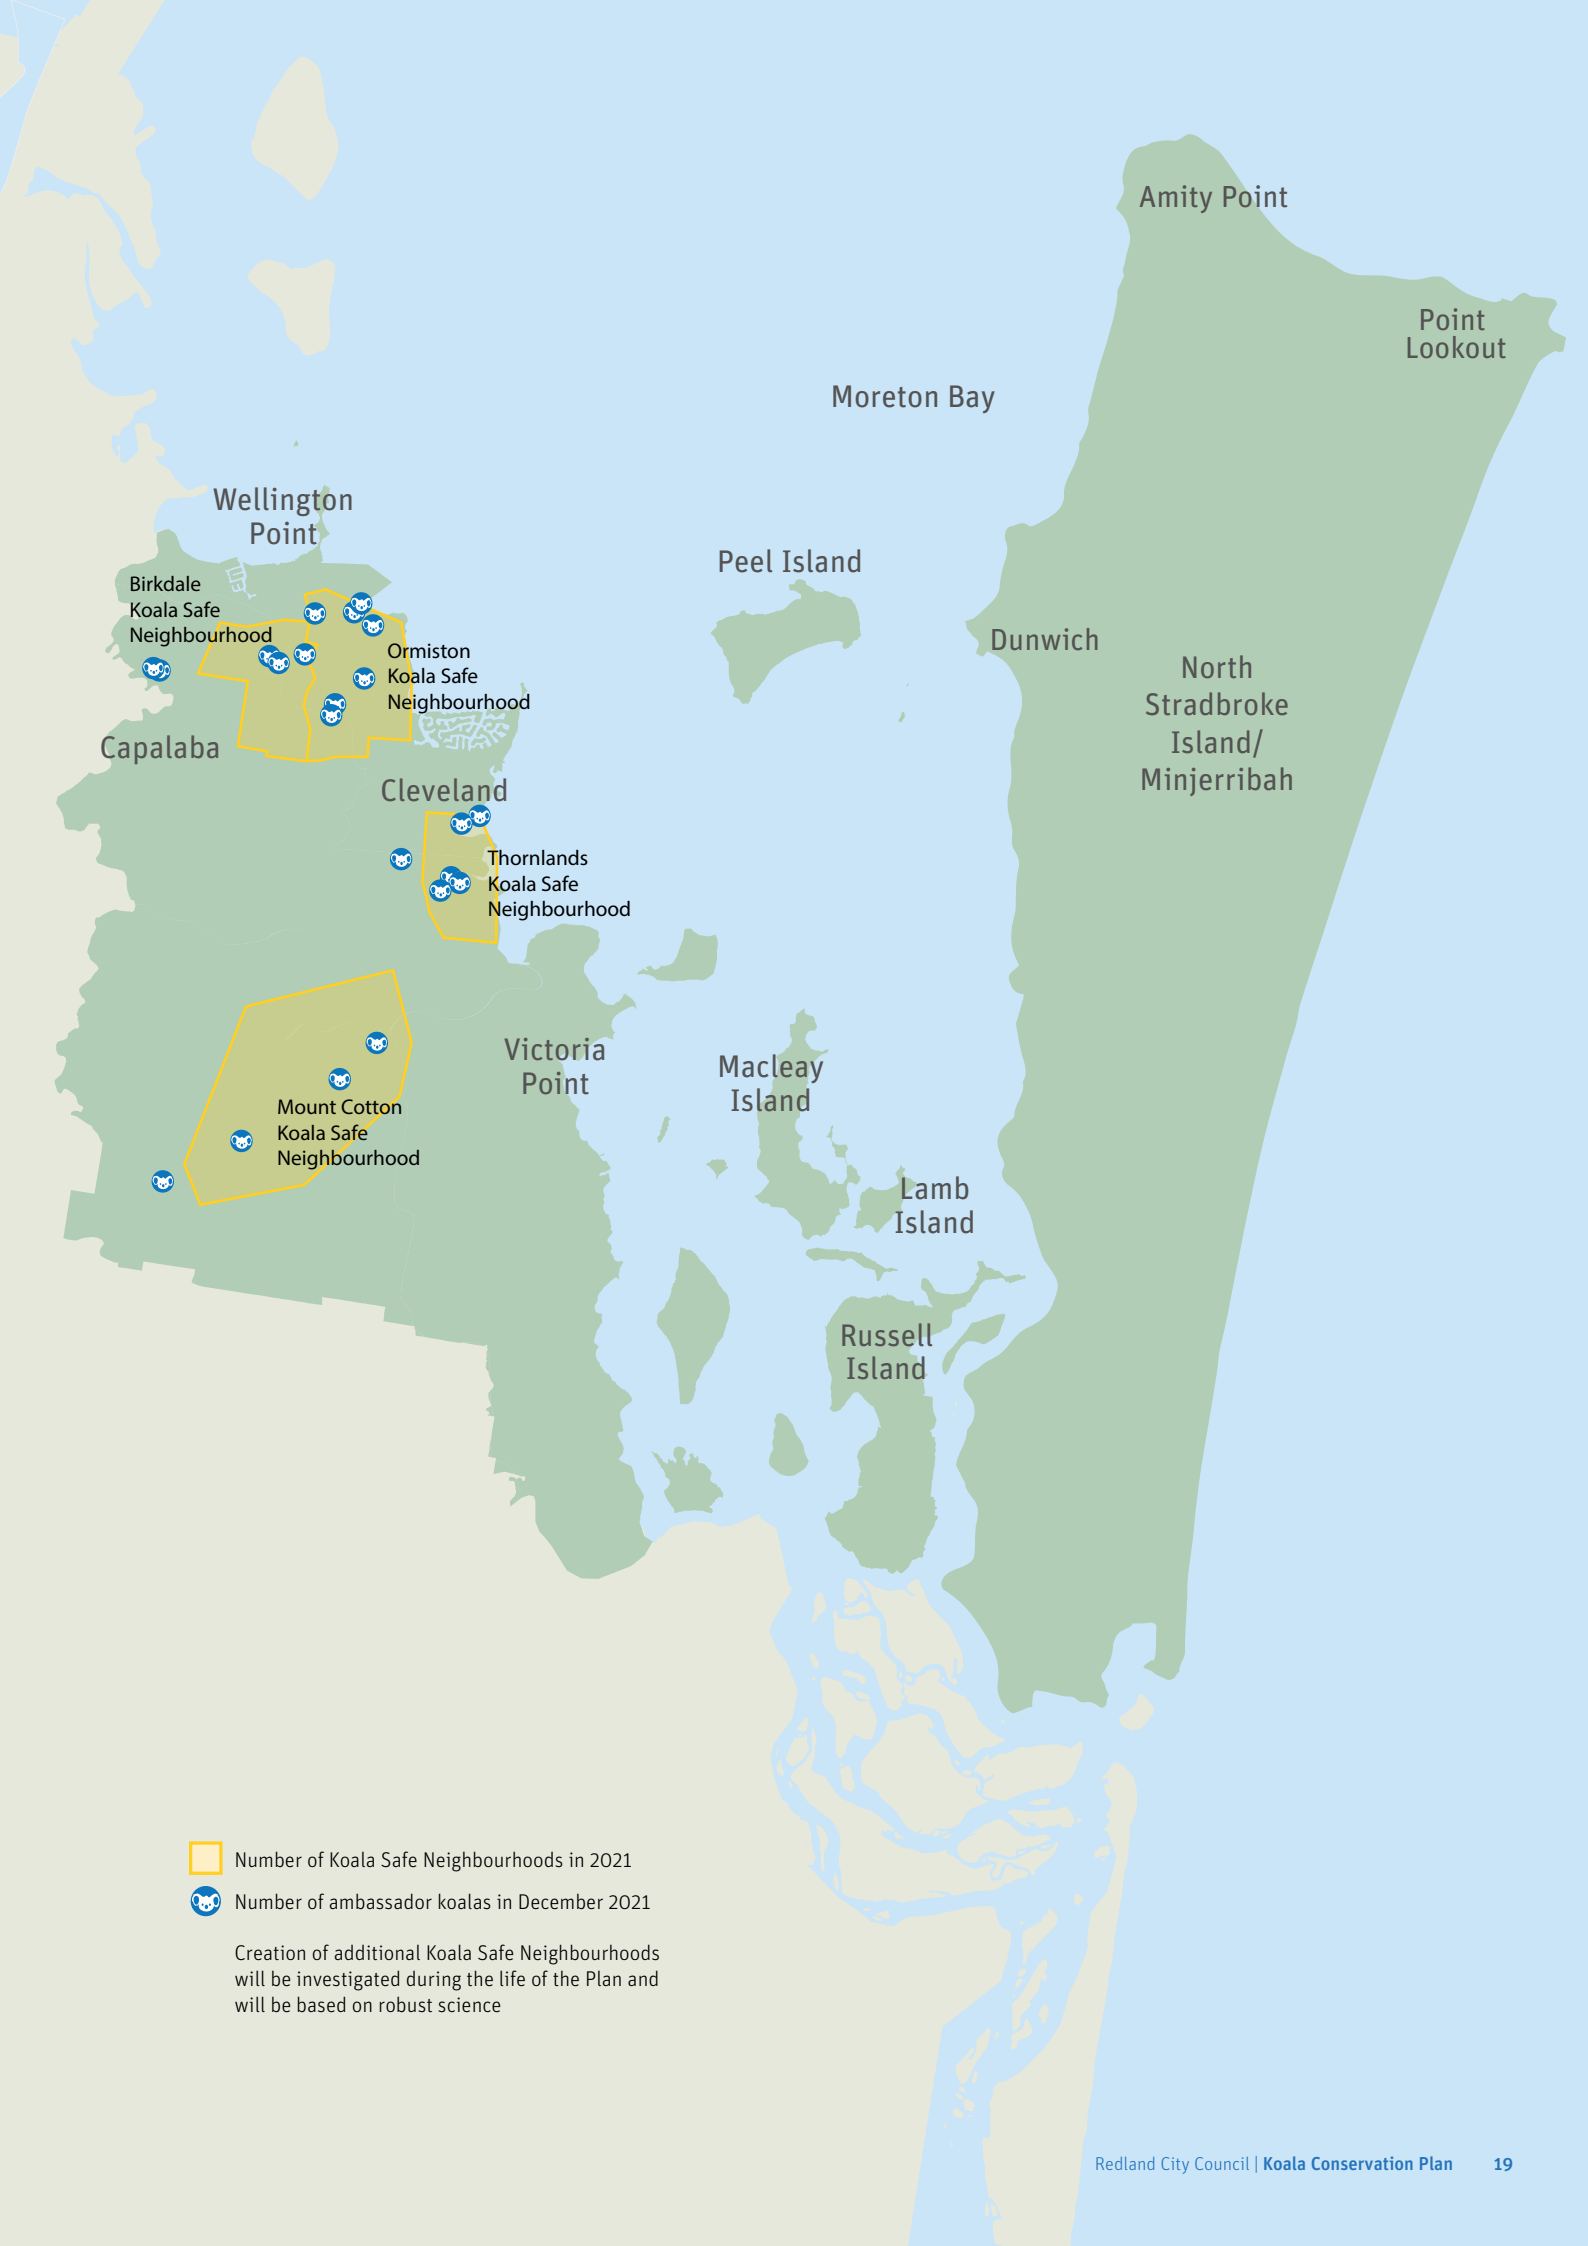 Amity Point
Point
Lookout
Moreton Bay
Wellington
Point
Peel Island
Birkdale
Koala Safe
Neighbourhood
Dunwich
Ormiston
Koala Safe
Neighbourhood
North
Stradbroke
Island/
Minjerribah
Capalaba
Cleveland
Thornlands
Koala Safe
Neighbourhood
Victoria
Point
Macleay
Island
Mount Cotton
Koala Safe
Neighbourhood
Lamb
Island
Russell
Island
Number of Koala Safe Neighbourhoods in 2021
Number of ambassador koalas in December 2021
Creation of additional Koala Safe Neighbourhoods
will be investigated during the life of the Plan and
will be based on robust science
Redland City Council | Koala Conservation Plan 19